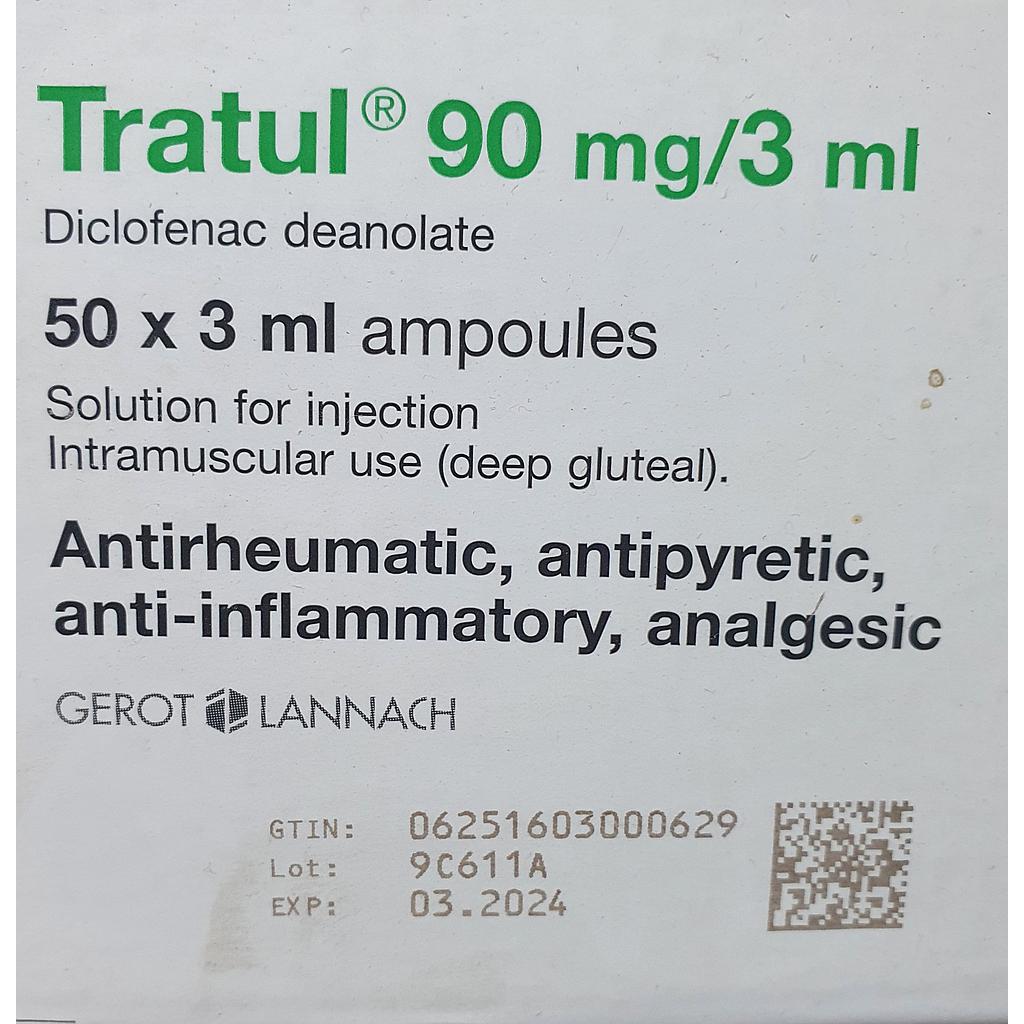 Tratul® 90 mg/3 ml
Diclofenac deanolate
50 x 3 ml ampoules
Solution for injection
Intramuscular use (deep gluteal).
Antirheumatic, antipyretic,
anti-inflammatory, analgesic
GEROT LANNACH
GTIN: 06251603000629
Lot: 9C611A
EXP: 03.2024